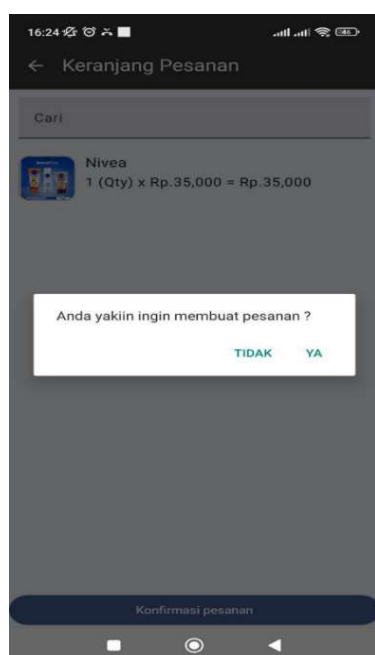 16:24
46
Keranjang Pesanan
Cari
Nivea
1 (Qty) x Rp.35,000 = Rp.35,000
Anda yakiin ingin membuat pesanan ?
TIDAK YA
Konfirmasi pesanan